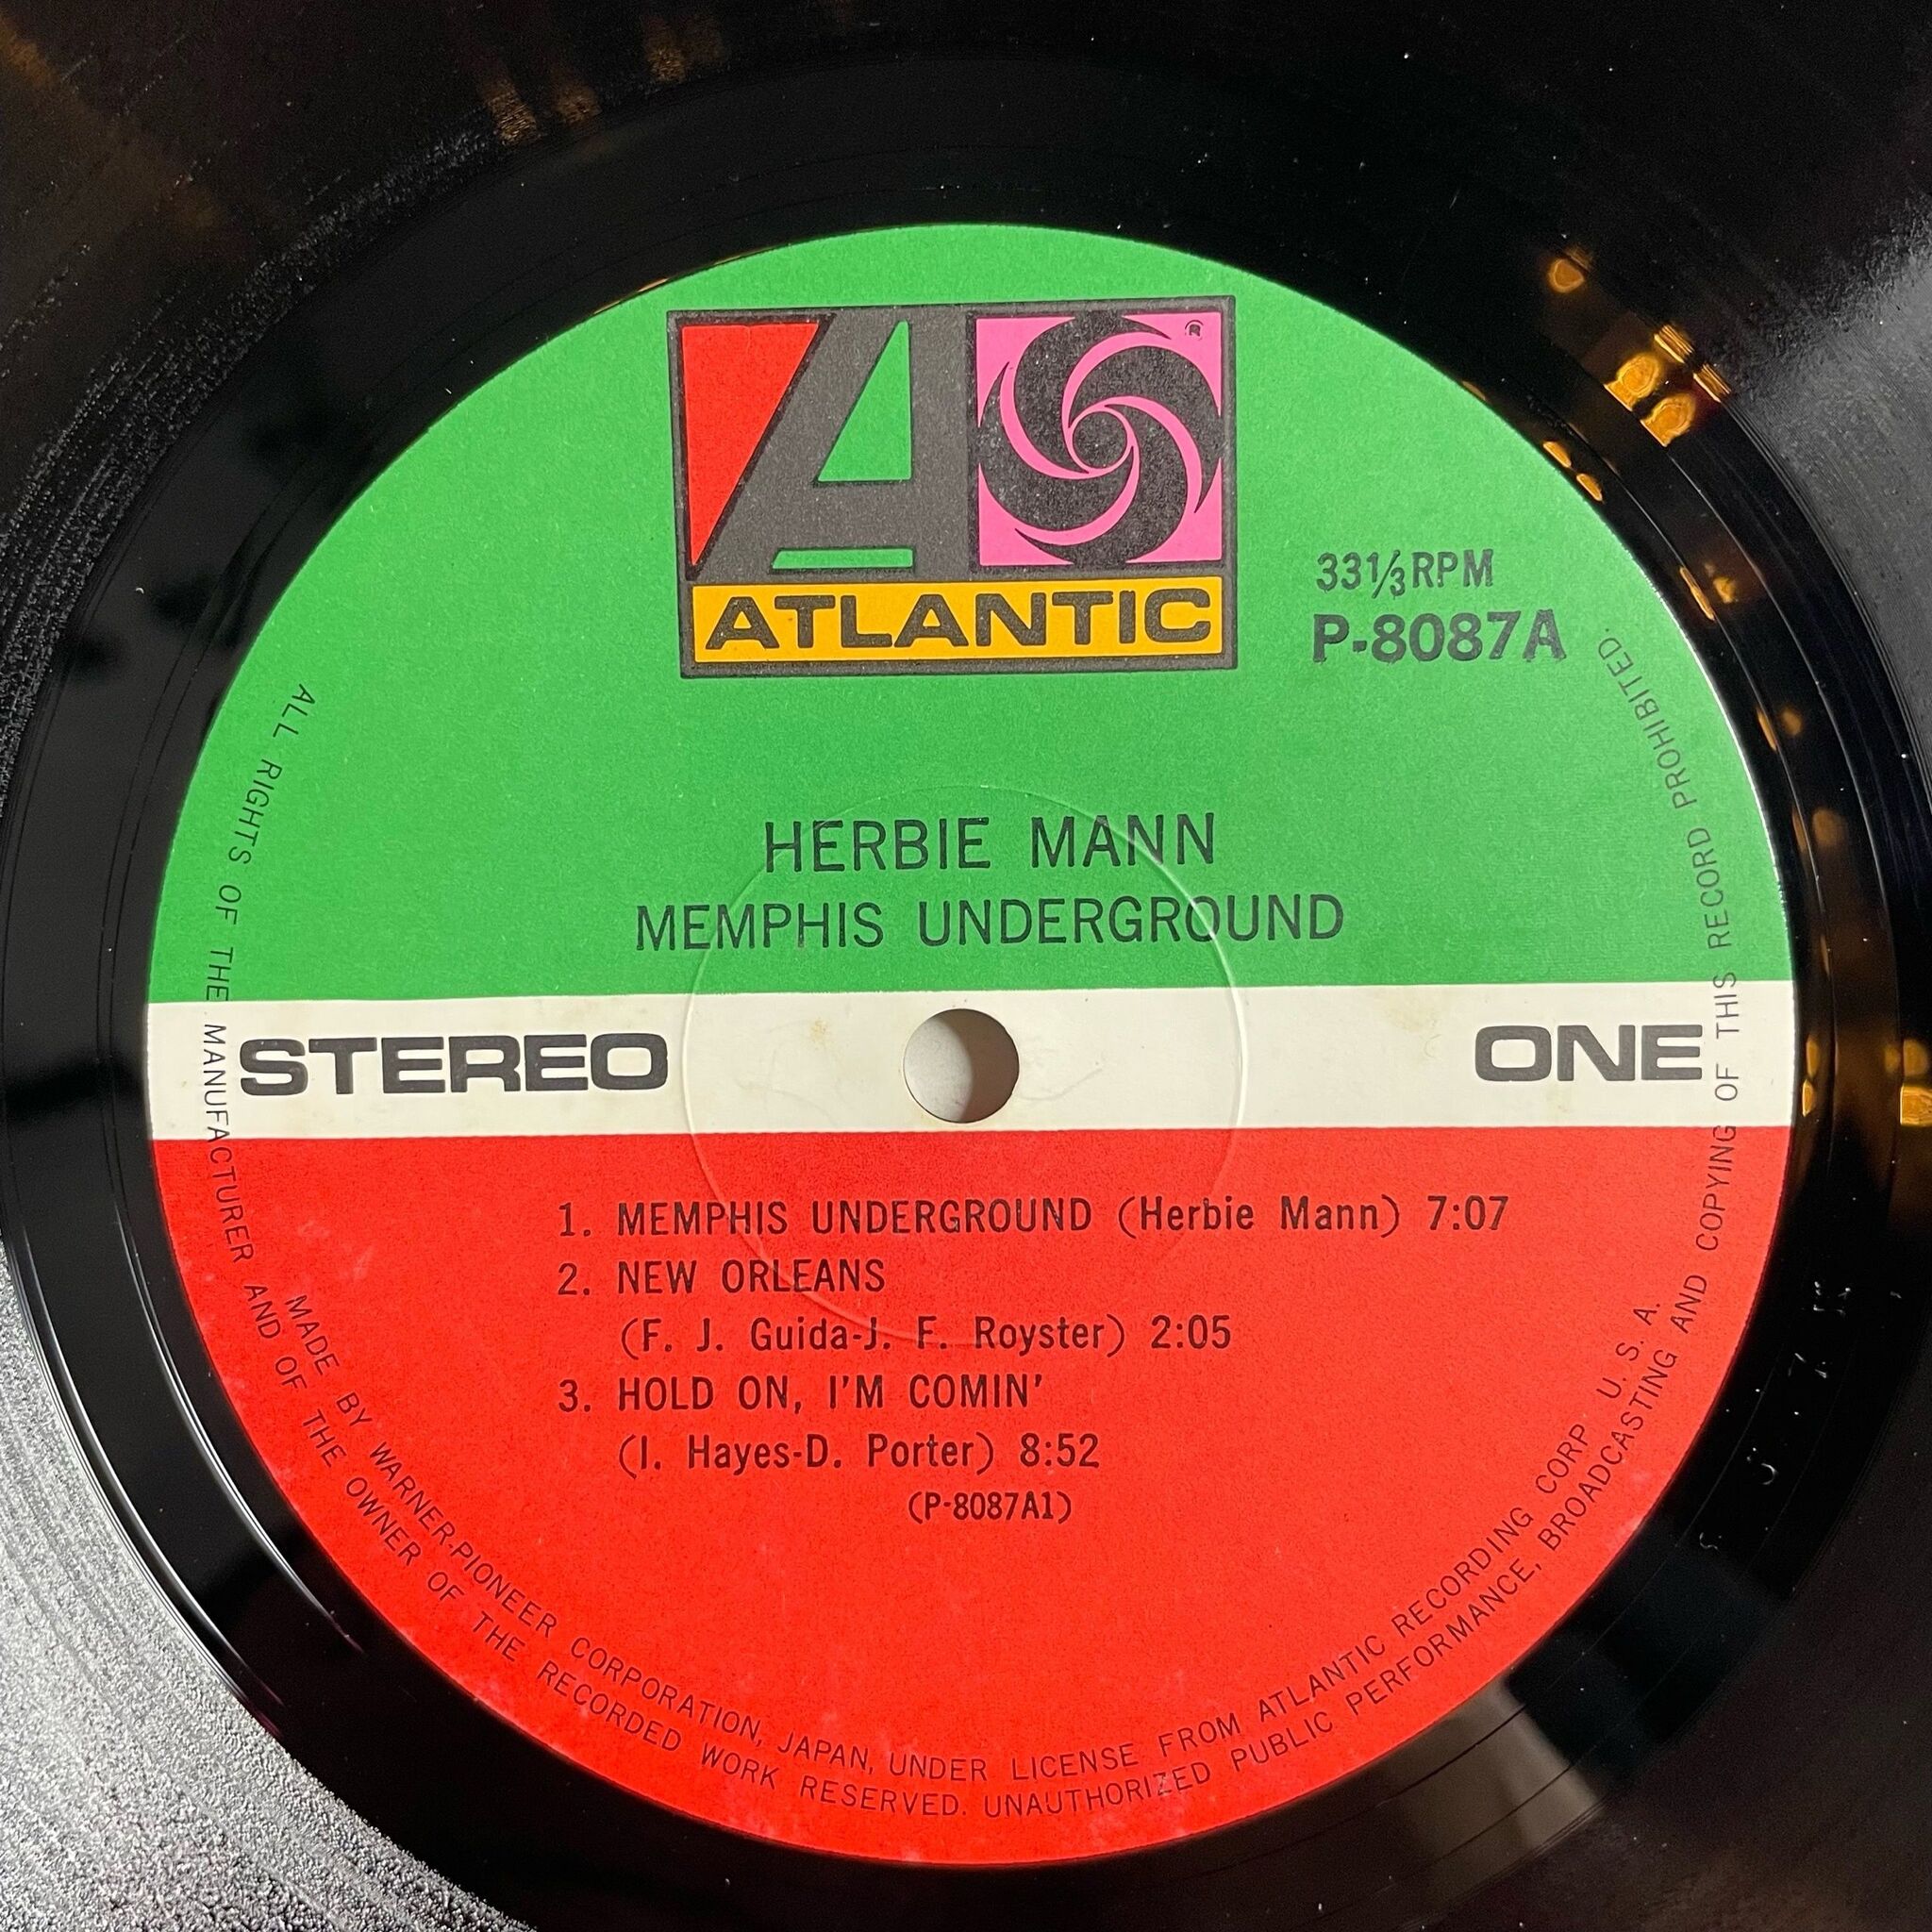 A
®
ATLANTIC
33⅓RPM
P-8087A
HERBIE MANN
MEMPHIS UNDERGROUND
STEREO
ONE
1. MEMPHIS UNDERGROUND (Herbie Mann) 7:07
2. NEW ORLEANS
(F. J. Guida-J. F. Royster) 2:05
3. HOLD ON, I'M COMIN'
(I. Hayes-D. Porter) 8:52
(P-8087A1)
MADE BY WARNER-PIONEER CORPORATION, JAPAN, UNDER LICENSE FROM ATLANTIC RECORDING CORP U. S. A.
ALL RIGHTS OF THE MANUFACTURER AND OF THE OWNER OF THE RECORDED WORK RESERVED. UNAUTHORIZED PUBLIC PERFORMANCE, BROADCASTING AND COPYING OF THIS RECORD PROHIBITED.